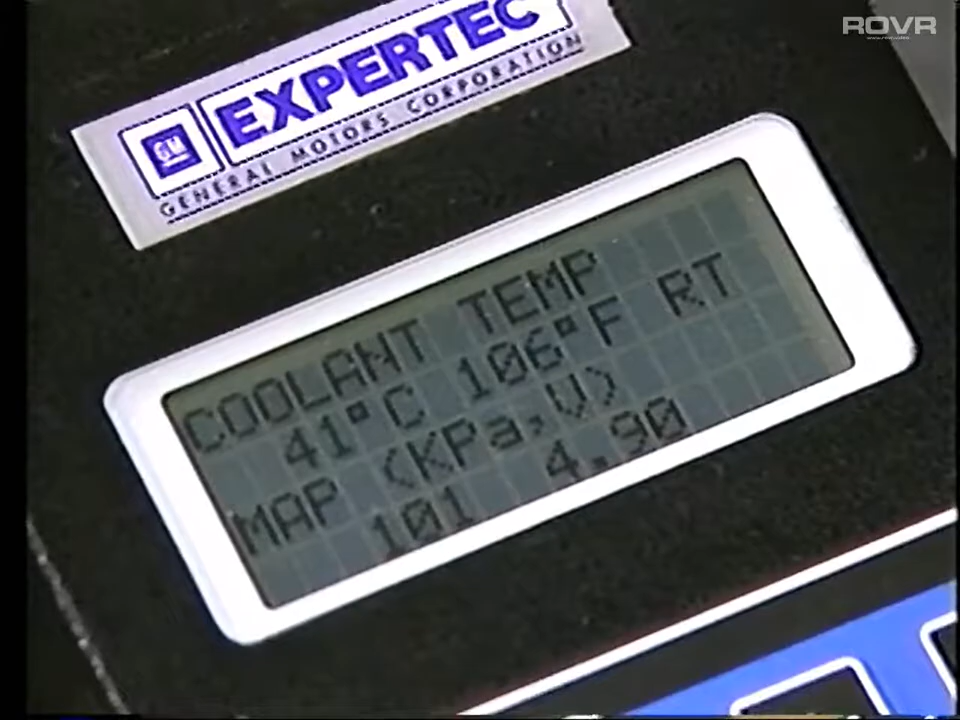 ROVR
GM EXPERTEC
GENERAL MOTORS CORPORATION
COOLANT TEMP
41°C 106°F RT
MAP (KPa,V)
101 4.90